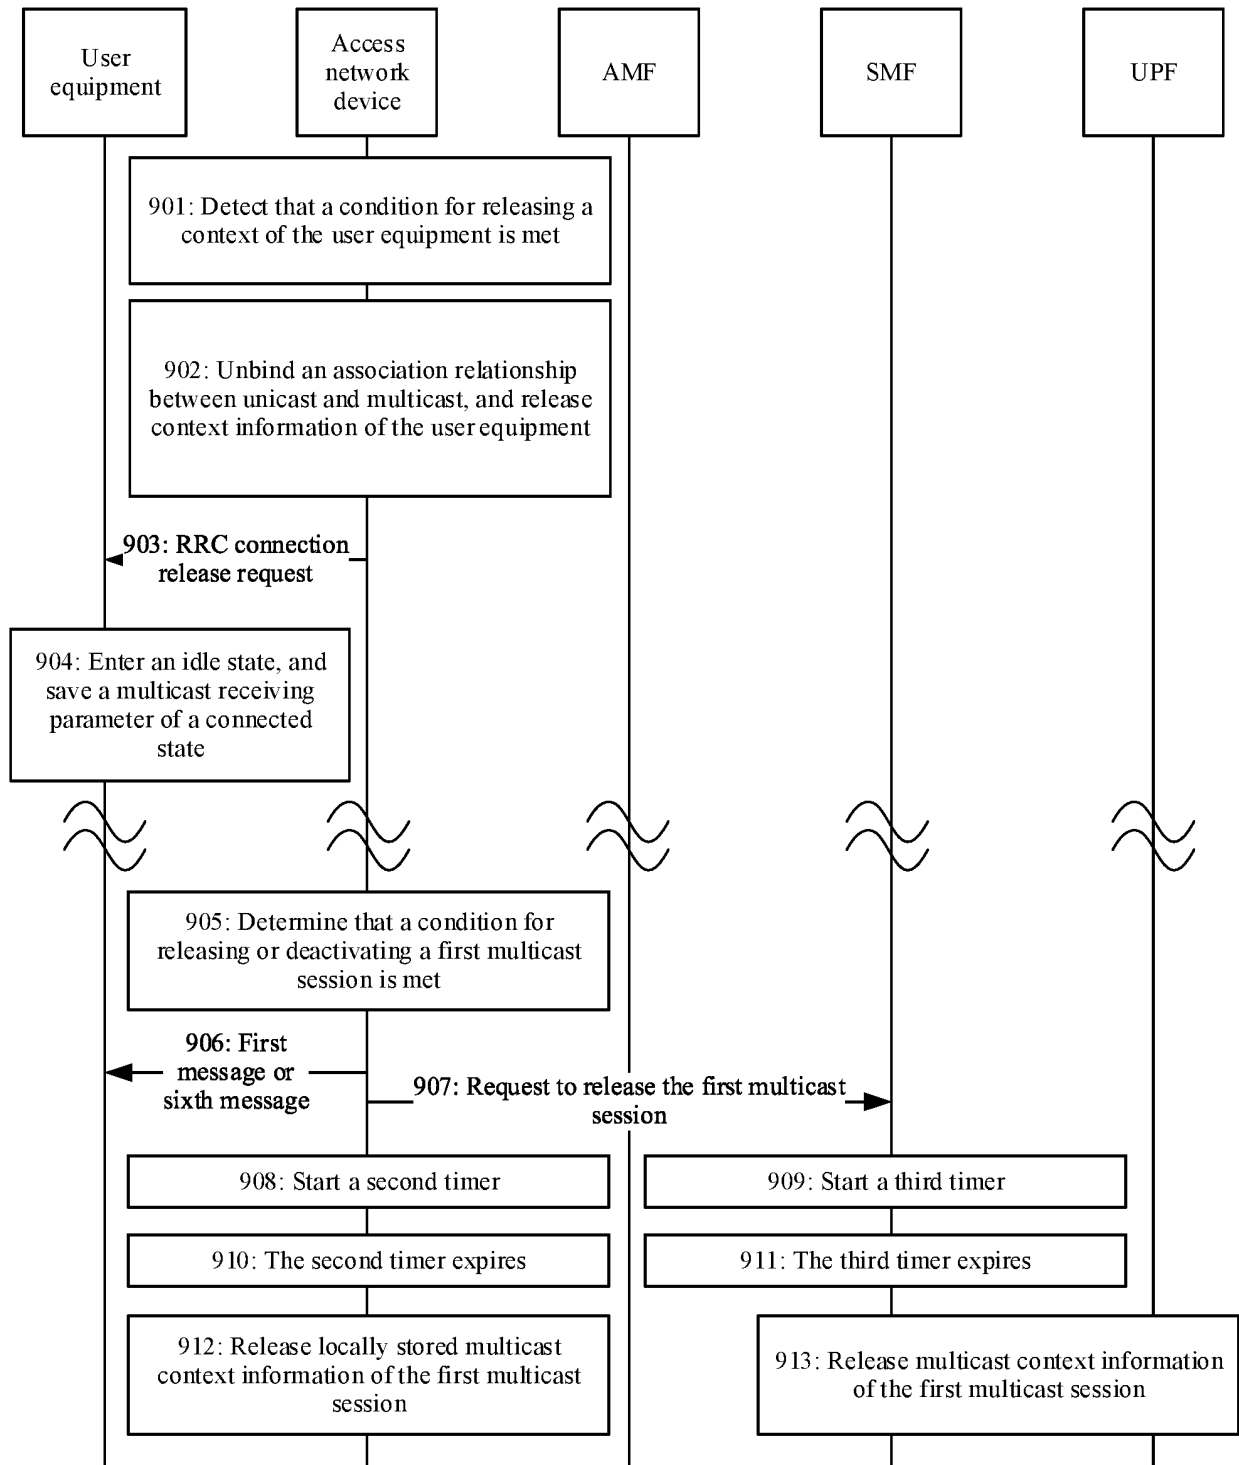 User
equipment
Access
network
device
AMF
SMF
UPF
901: Detect that a condition for releasing a
context of the user equipment is met
902: Unbind an association relationship
between unicast and multicast, and release
context information of the user equipment
903: RRC connection
release request
904: Enter an idle state, and
save a multicast receiving
parameter of a connected
state
905: Determine that a condition for
releasing or deactivating a first multicast
session is met
906: First
message or
sixth message
907: Request to release the first multicast
session
908: Start a second timer
909: Start a third timer
910: The second timer expires
911: The third timer expires
912: Release locally stored multicast
context information of the first multicast
session
913: Release multicast context information
of the first multicast session